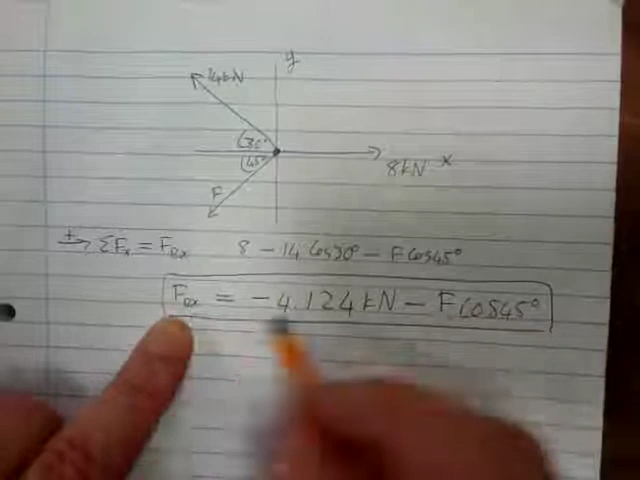 y
14kN
30°
45°
8kN x
F
+→ ΣFx = FRx 8 - 14 Cos30° - F Cos45°
FRx = -4.124 kN - F Cos45°